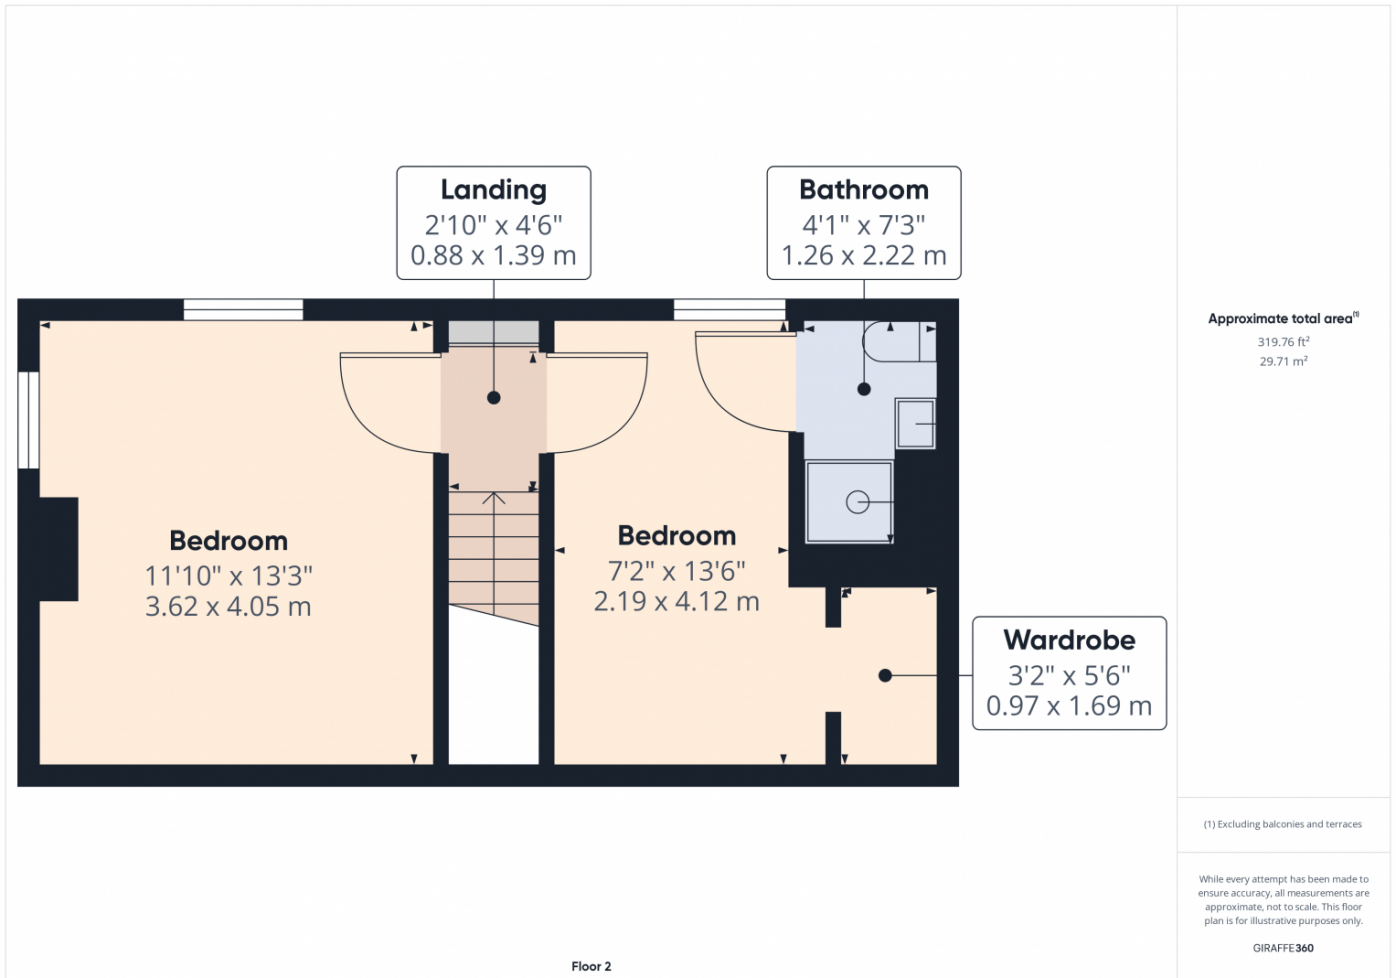 Landing
2'10" x 4'6"
0.88 x 1.39 m
Bathroom
4'1" x 7'3"
1.26 x 2.22 m
Bedroom
11'10" x 13'3"
3.62 x 4.05 m
Bedroom
7'2" x 13'6"
2.19 x 4.12 m
Wardrobe
3'2" x 5'6"
0.97 x 1.69 m
Floor 2
Approximate total area(1)
319.76 ft²
29.71 m²
(1) Excluding balconies and terraces
While every attempt has been made to
ensure accuracy, all measurements are
approximate, not to scale. This floor
plan is for illustrative purposes only.
GIRAFFE360